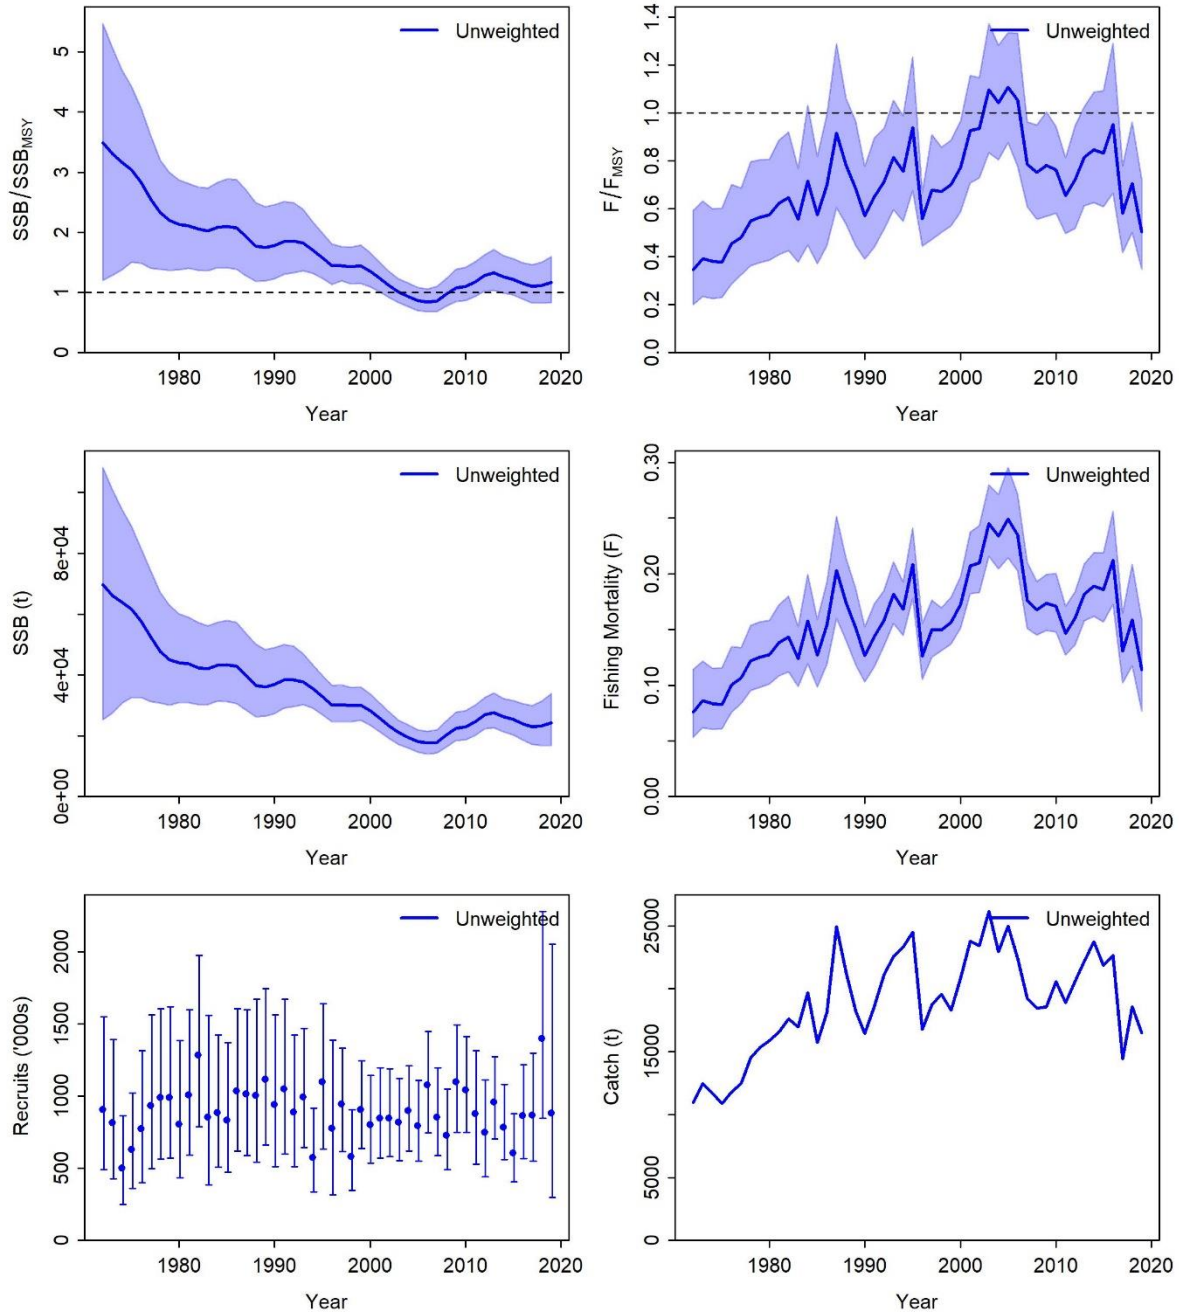 Unweighted
SSB/SSBMSY
5
4
3
2
1
0
1980 1990 2000 2010 2020
Year
Unweighted
F/FMSY
1.4
1.2
1.0
0.8
0.6
0.4
0.2
0.0
1980 1990 2000 2010 2020
Year
Unweighted
SSB (t)
8e+04
4e+04
0e+00
1980 1990 2000 2010 2020
Year
Unweighted
Fishing Mortality (F)
0.30
0.20
0.10
0.00
1980 1990 2000 2010 2020
Year
Unweighted
Recruits ('000s)
2000
1500
1000
500
0
1980 1990 2000 2010 2020
Year
Unweighted
Catch (t)
25000
15000
5000
0
1980 1990 2000 2010 2020
Year